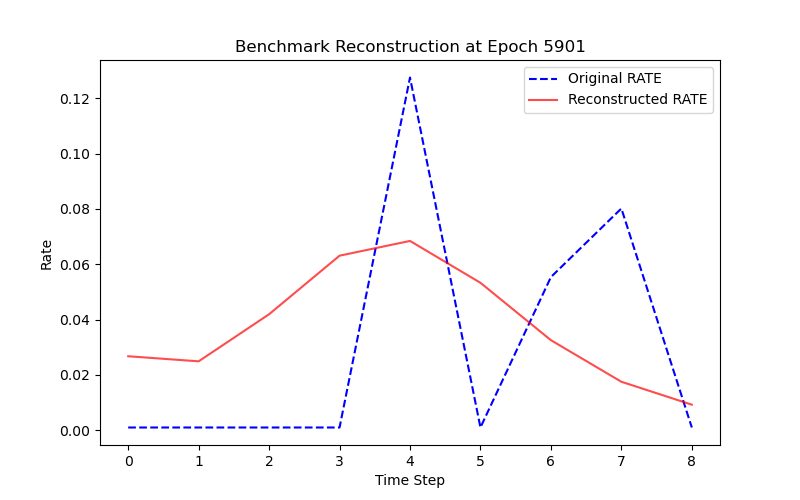 Benchmark Reconstruction at Epoch 5901
Original RATE
Reconstructed RATE
0.12
0.10
0.08
0.06
0.04
0.02
0.00
Rate
0 1 2 3 4 5 6 7 8
Time Step